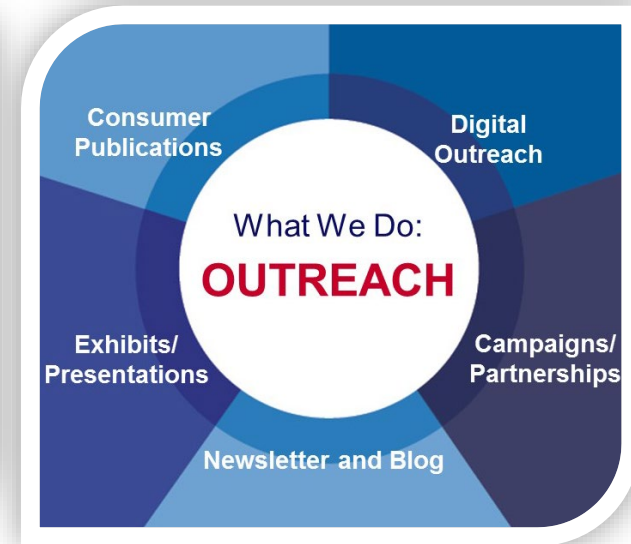 Consumer
Publications
Digital
Outreach
What We Do:
OUTREACH
Exhibits/
Presentations
Campaigns/
Partnerships
Newsletter and Blog